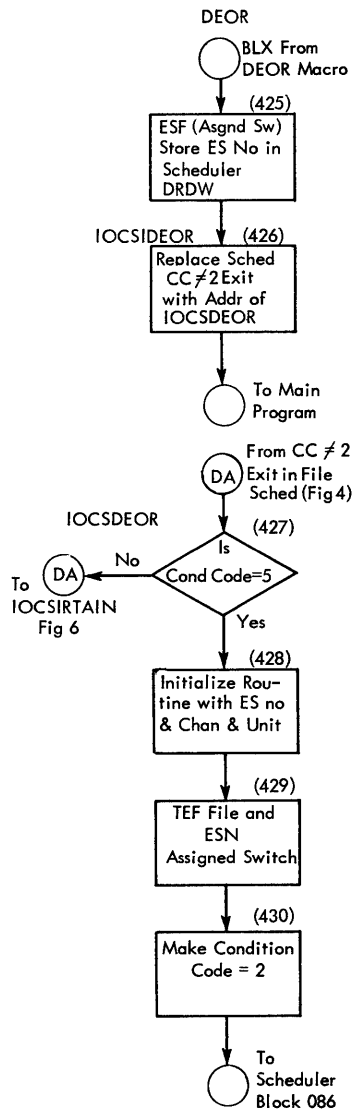 DEOR
BLX From
DEOR Macro
(425)
ESF (Asgnd Sw)
Store ES No in
Scheduler
DRDW
IOCSIDEOR (426)
Replace Sched
CC≠2 Exit
with Addr of
IOCSDEOR
To Main
Program
From CC ≠ 2
DA Exit in File
Sched (Fig 4)
IOCSDEOR (427)
Is
No
Cond Code=5
DA
To
IOCSIRTAIN
Fig 6
Yes
(428)
Initialize Rou-
tine with ES no
& Chan & Unit
(429)
TEF File and
ESN
Assigned Switch
(430)
Make Condition
Code = 2
To
Scheduler
Block 086